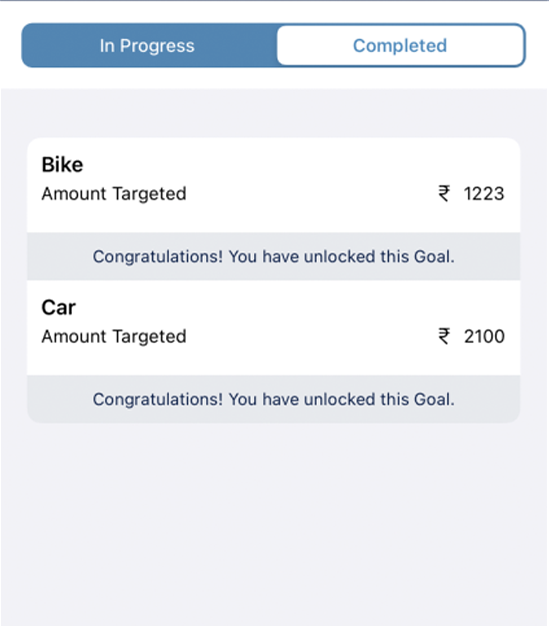 In Progress
Completed
Bike
Amount Targeted ₹ 1223
Congratulations! You have unlocked this Goal.
Car
Amount Targeted ₹ 2100
Congratulations! You have unlocked this Goal.